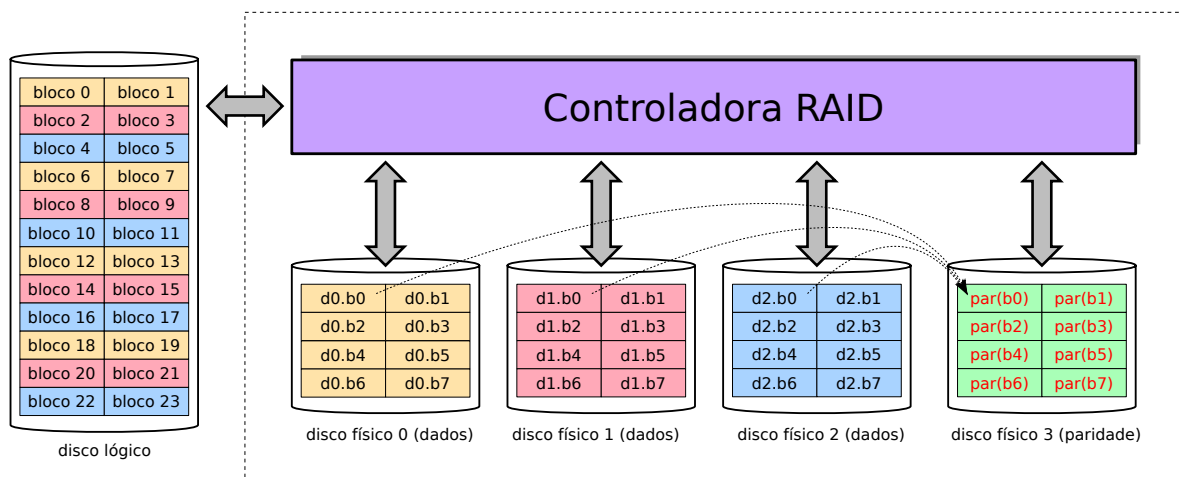 bloco 0 bloco 1
bloco 2 bloco 3
bloco 4 bloco 5
bloco 6 bloco 7
bloco 8 bloco 9
bloco 10 bloco 11
bloco 12 bloco 13
bloco 14 bloco 15
bloco 16 bloco 17
bloco 18 bloco 19
bloco 20 bloco 21
bloco 22 bloco 23
disco lógico
Controladora RAID
d0.b0 d0.b1
d0.b2 d0.b3
d0.b4 d0.b5
d0.b6 d0.b7
disco físico 0 (dados)
d1.b0 d1.b1
d1.b2 d1.b3
d1.b4 d1.b5
d1.b6 d1.b7
disco físico 1 (dados)
d2.b0 d2.b1
d2.b2 d2.b3
d2.b4 d2.b5
d2.b6 d2.b7
disco físico 2 (dados)
par(b0) par(b1)
par(b2) par(b3)
par(b4) par(b5)
par(b6) par(b7)
disco físico 3 (paridade)